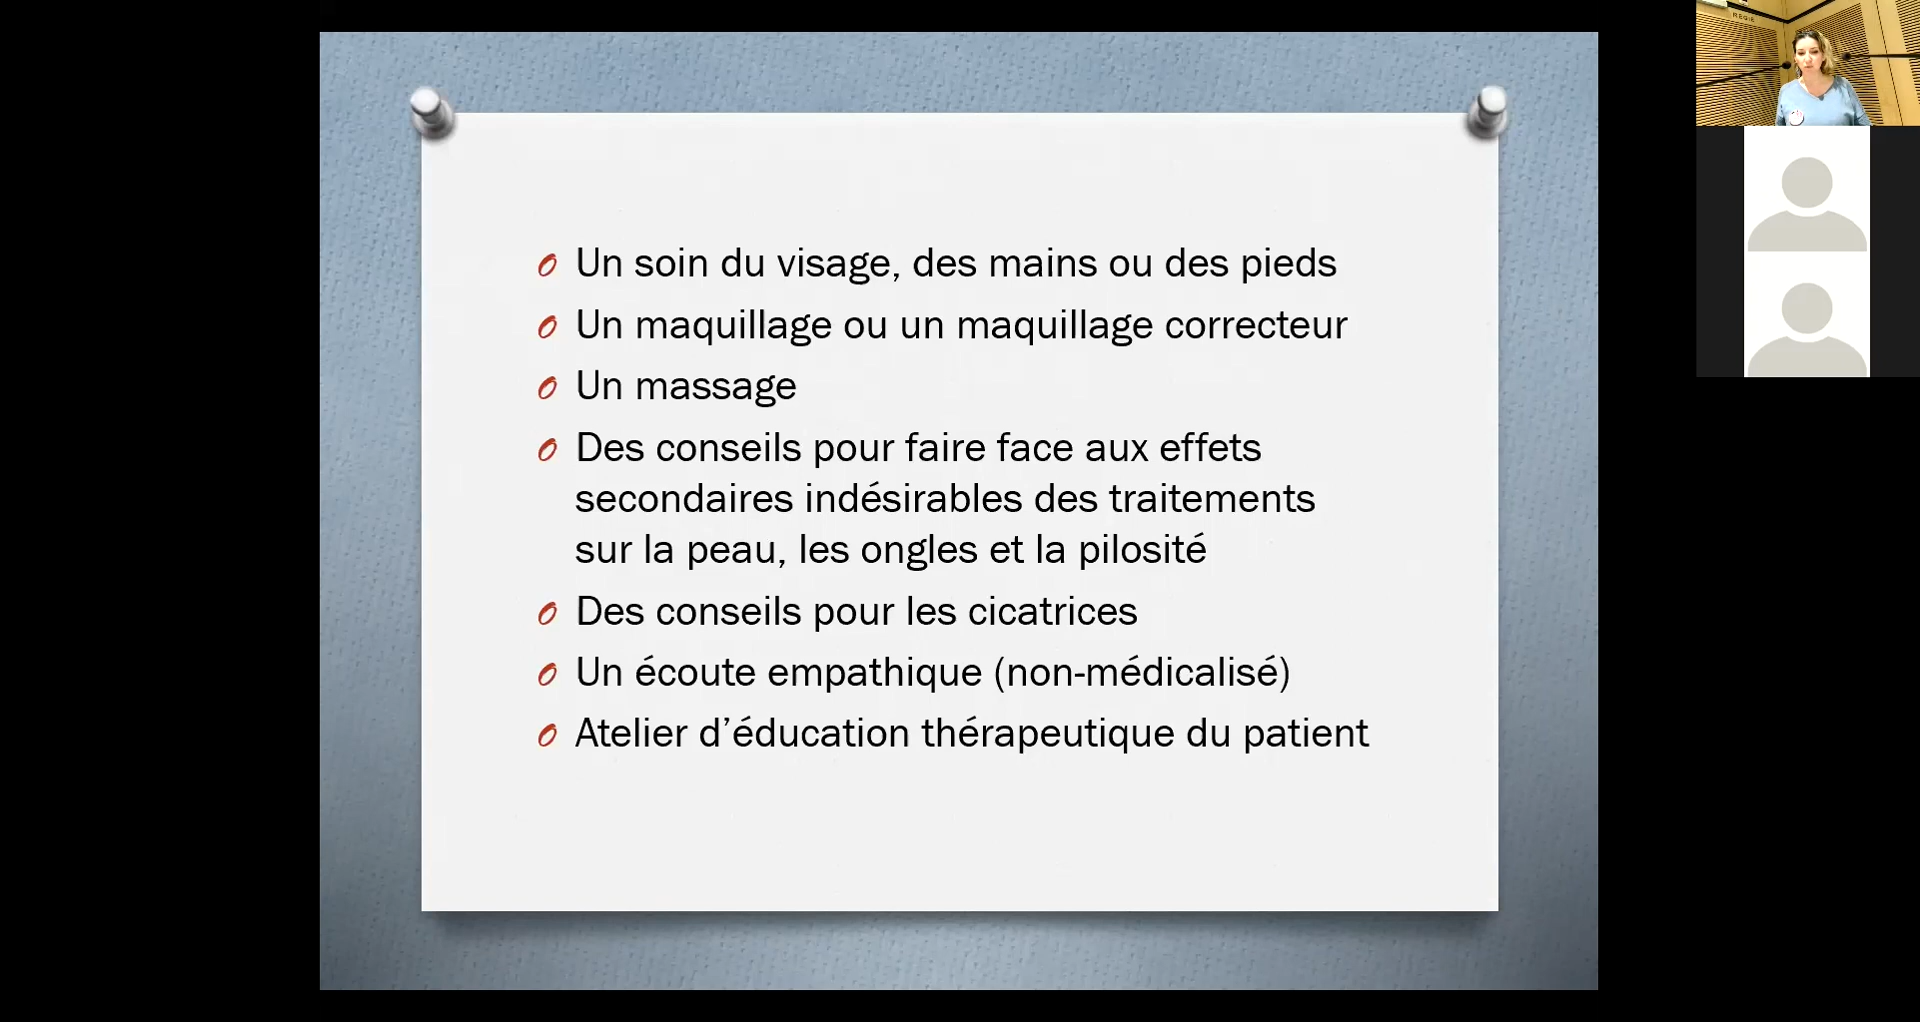 REGIE
Un soin du visage, des mains ou des pieds
Un maquillage ou un maquillage correcteur
Un massage
Des conseils pour faire face aux effets
secondaires indésirables des traitements
sur la peau, les ongles et la pilosité
Des conseils pour les cicatrices
Un écoute empathique (non-médicalisé)
Atelier d’éducation thérapeutique du patient